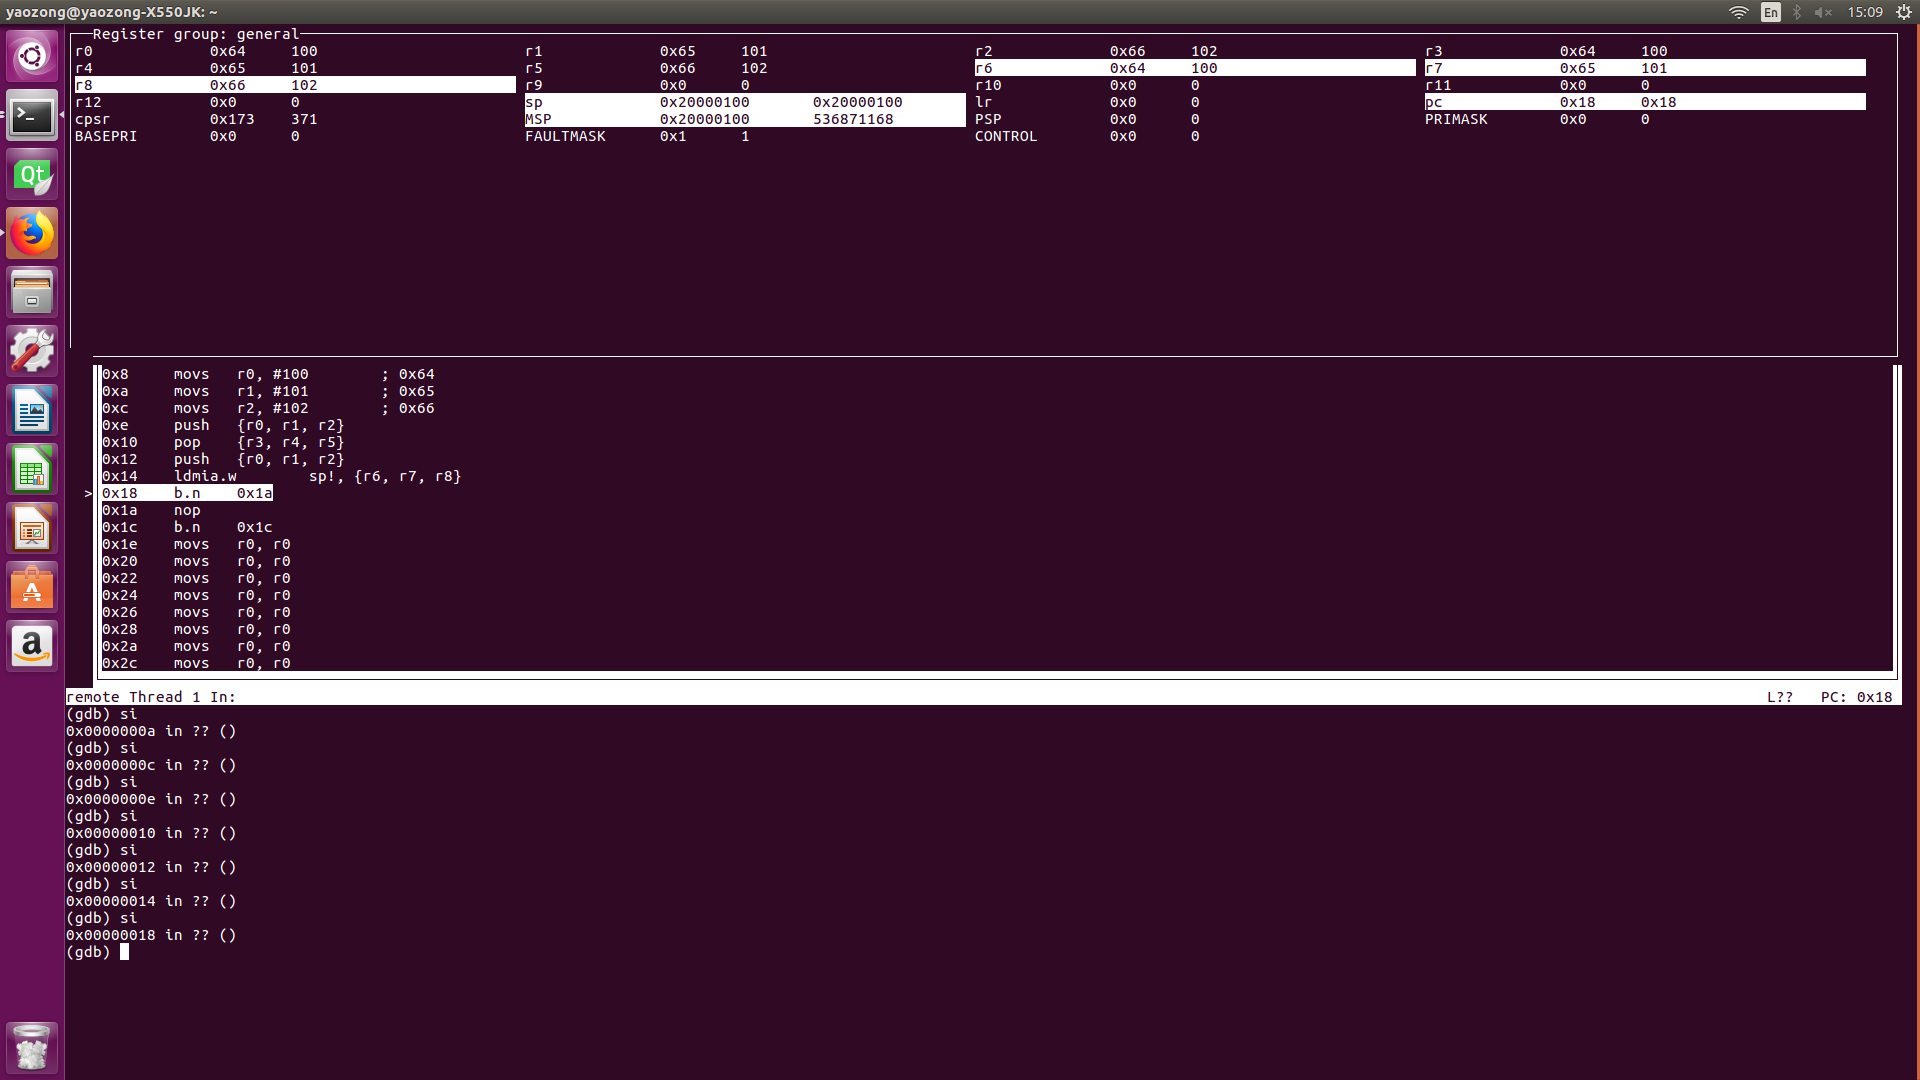 yaozong@yaozong-X550JK: ~ En 15:09
Register group: general
r0 0x64 100 r1 0x65 101 r2 0x66 102 r3 0x64 100
r4 0x65 101 r5 0x66 102 r6 0x64 100 r7 0x65 101
r8 0x66 102 r9 0x0 0 r10 0x0 0 r11 0x0 0
r12 0x0 0 sp 0x20000100 0x20000100 lr 0x0 0 pc 0x18 0x18
cpsr 0x173 371 MSP 0x20000100 536871168 PSP 0x0 0 PRIMASK 0x0 0
BASEPRI 0x0 0 FAULTMASK 0x1 1 CONTROL 0x0 0
0x8 movs r0, #100 ; 0x64
0xa movs r1, #101 ; 0x65
0xc movs r2, #102 ; 0x66
0xe push {r0, r1, r2}
0x10 pop {r3, r4, r5}
0x12 push {r0, r1, r2}
0x14 ldmia.w sp!, {r6, r7, r8}
> 0x18 b.n 0x1a
0x1a nop
0x1c b.n 0x1c
0x1e movs r0, r0
0x20 movs r0, r0
0x22 movs r0, r0
0x24 movs r0, r0
0x26 movs r0, r0
0x28 movs r0, r0
0x2a movs r0, r0
0x2c movs r0, r0
remote Thread 1 In: L?? PC: 0x18
(gdb) si
0x0000000a in ?? ()
(gdb) si
0x0000000c in ?? ()
(gdb) si
0x0000000e in ?? ()
(gdb) si
0x00000010 in ?? ()
(gdb) si
0x00000012 in ?? ()
(gdb) si
0x00000014 in ?? ()
(gdb) si
0x00000018 in ?? ()
(gdb)
>_
Qt
A
a